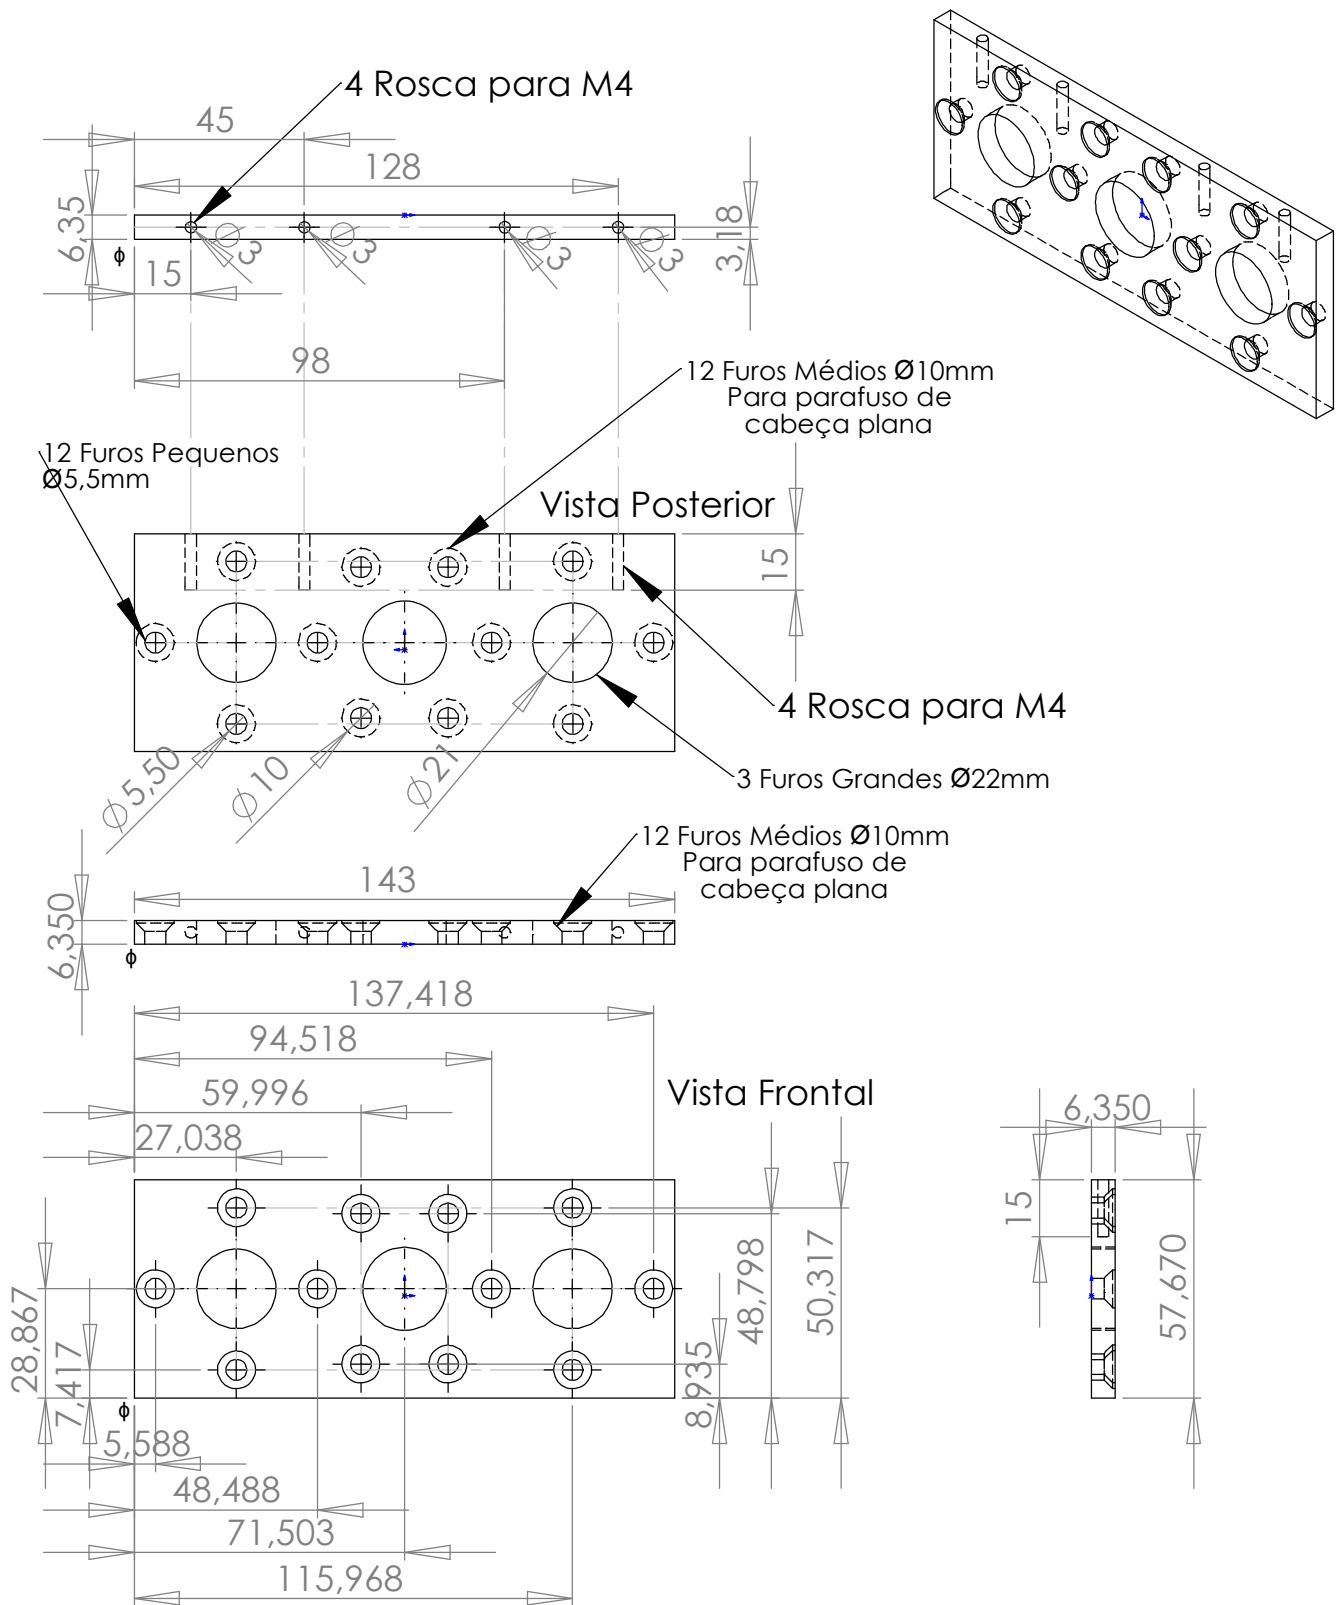 4 Rosca para M4
45
128
6,35
3,18
∅3
∅3
∅3
∅3
ϕ
15
98
12 Furos Médios Ø10mm
Para parafuso de
cabeça plana
12 Furos Pequenos
Ø5,5mm
Vista Posterior
15
4 Rosca para M4
∅5,50
∅10
∅21
3 Furos Grandes Ø22mm
12 Furos Médios Ø10mm
Para parafuso de
cabeça plana
143
6,350
ϕ
137,418
94,518
59,996
27,038
Vista Frontal
6,350
15
57,670
28,867
7,417
8,935
48,798
50,317
ϕ
5,588
48,488
71,503
115,968